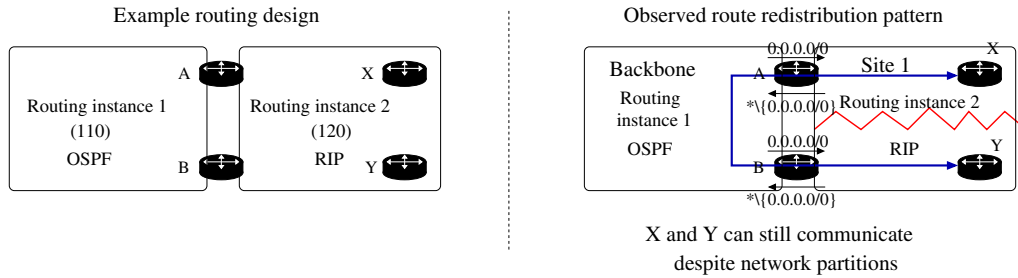 Example routing design
A
X
Routing instance 1
(110)
OSPF
Routing instance 2
(120)
RIP
B
Y
Observed route redistribution pattern
0.0.0.0/0
X
Backbone
A
Site 1
Routing
instance 1
*\{0.0.0.0/0}
Routing instance 2
OSPF
0.0.0.0/0
RIP
Y
B
*\{0.0.0.0/0}
X and Y can still communicate
despite network partitions